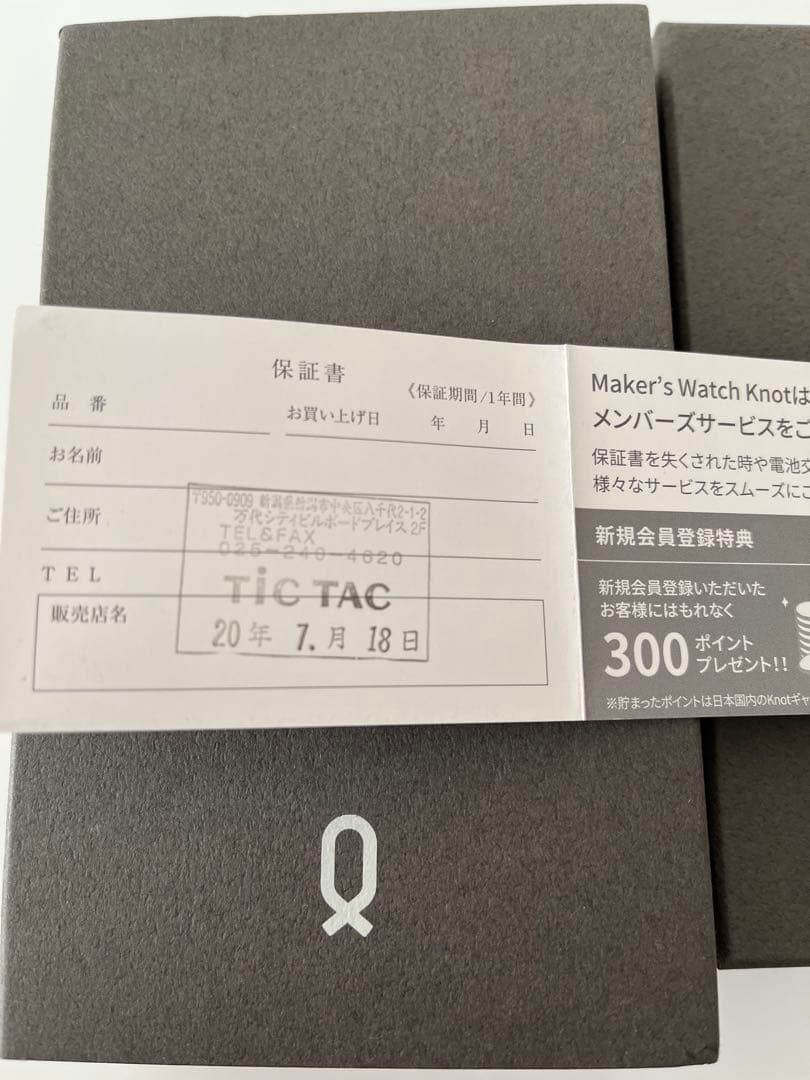 保証書
《保証期間/1年間》
品 番
お買い上げ日 年 月 日
お名前
ご住所
TEL
販売店名
〒950-0909 新潟県新潟市中央区八千代2-1-2
万代シティビルボードプレイス 2F
TEL&FAX
025-240-4620
TiC TAC
20年 7.月 18日
Maker's Watch Knotは
メンバーズサービスをご
保証書を失くされた時や電池交
様々なサービスをスムーズにご
新規会員登録特典
新規会員登録いただいた
お客様にはもれなく
300ポイント
プレゼント!!
※貯まったポイントは日本国内のKnotギャ